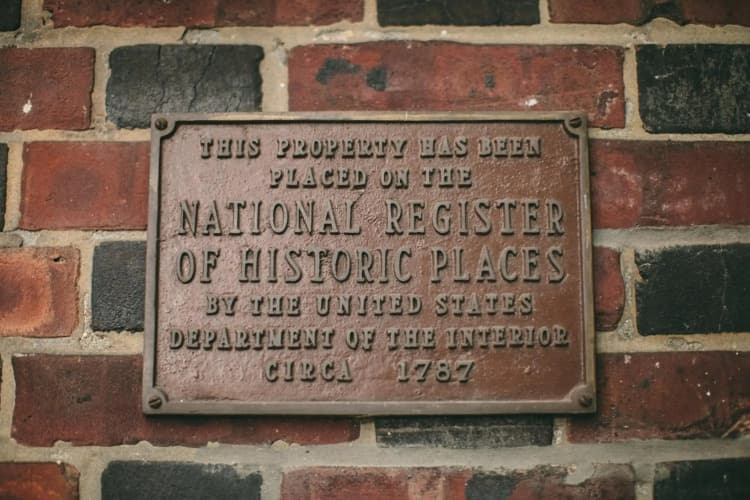 THIS PROPERTY HAS BEEN
PLACED ON THE
NATIONAL REGISTER
OF HISTORIC PLACES
BY THE UNITED STATES
DEPARTMENT OF THE INTERIOR
CIRCA 1787